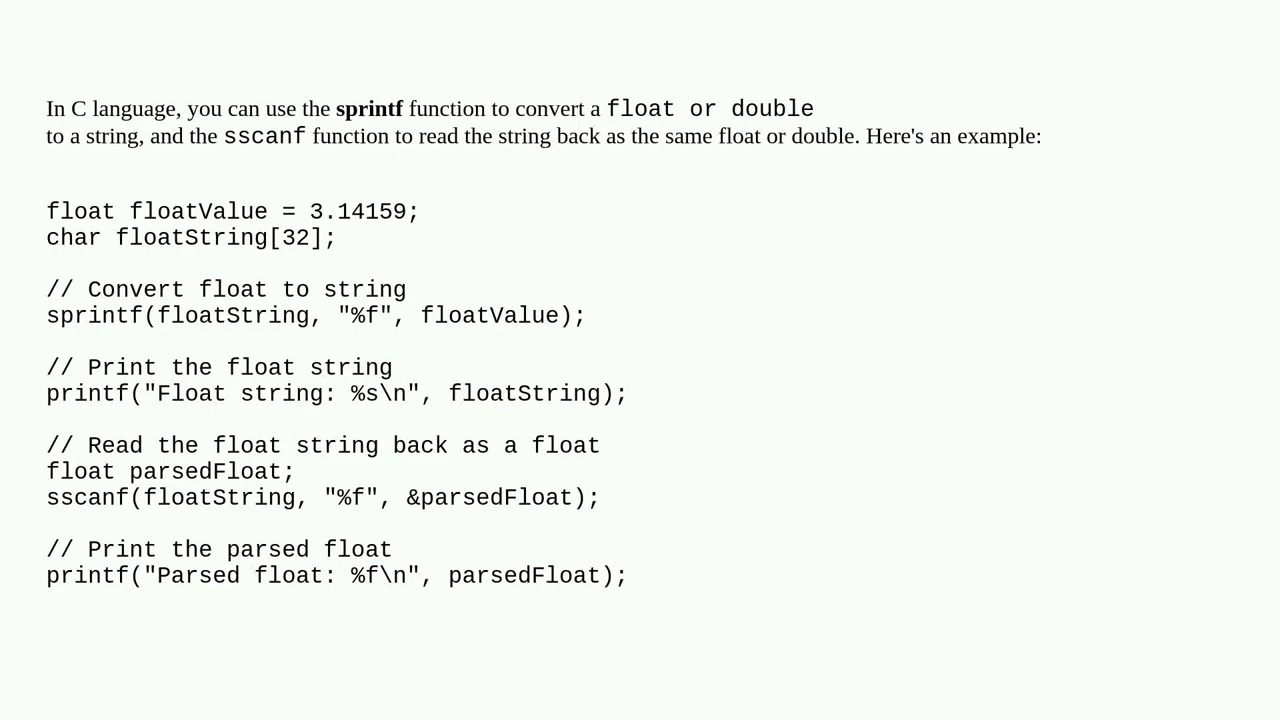 In C language, you can use the sprintf function to convert a float or double
to a string, and the sscanf function to read the string back as the same float or double. Here's an example:
float floatValue = 3.14159;
char floatString[32];
// Convert float to string
sprintf(floatString, "%f", floatValue);
// Print the float string
printf("Float string: %s\n", floatString);
// Read the float string back as a float
float parsedFloat;
sscanf(floatString, "%f", &parsedFloat);
// Print the parsed float
printf("Parsed float: %f\n", parsedFloat);